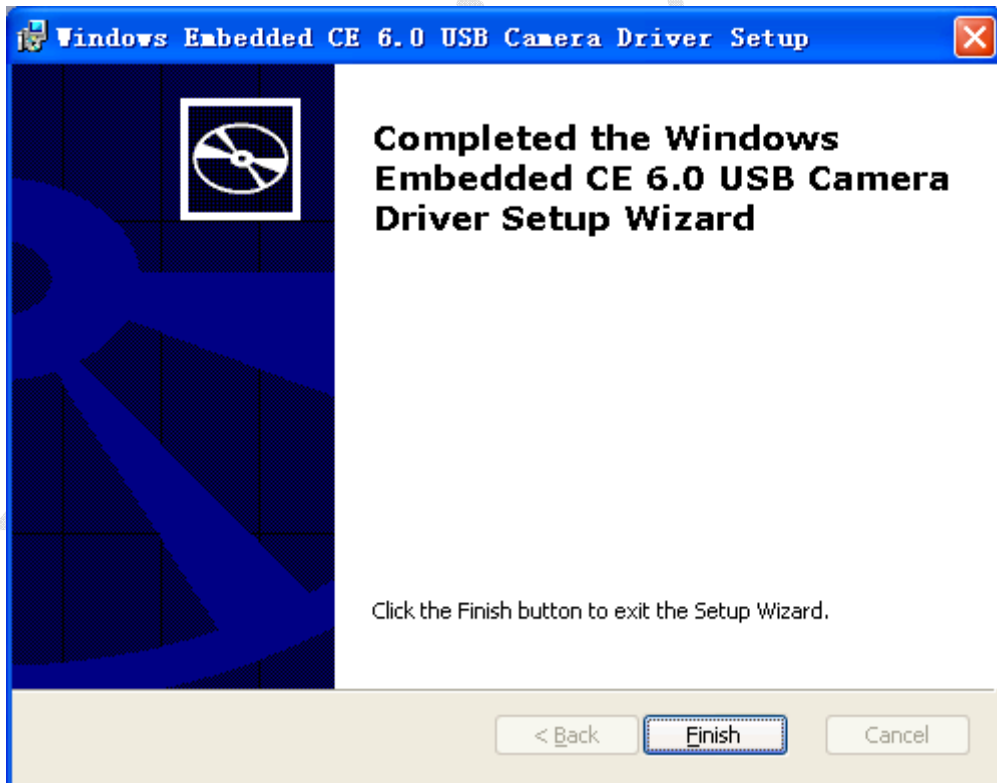 Windows Embedded CE 6.0 USB Camera Driver Setup
Completed the Windows
Embedded CE 6.0 USB Camera
Driver Setup Wizard
Click the Finish button to exit the Setup Wizard.
< Back
Finish
Cancel